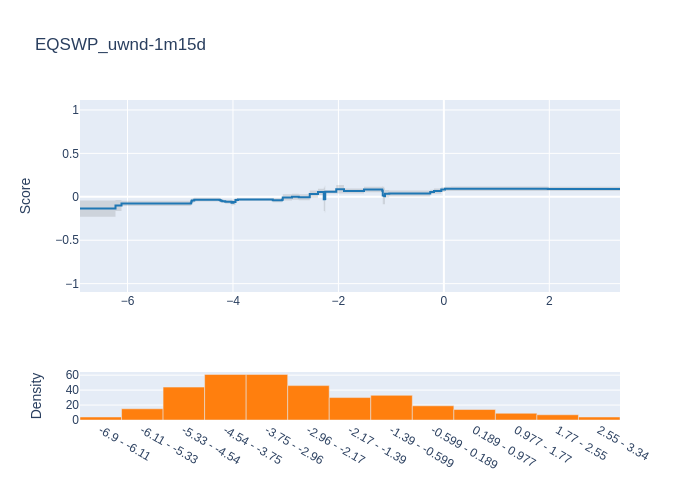 EQSWP_uwnd-1m15d
Score
1
0.5
0
−0.5
−1
−6
−4
−2
0
2
Density
60
40
20
0
-6.9 - -6.11
-6.11 - -5.33
-5.33 - -4.54
-4.54 - -3.75
-3.75 - -2.96
-2.96 - -2.17
-2.17 - -1.39
-1.39 - -0.599
-0.599 - 0.189
0.189 - 0.977
0.977 - 1.77
1.77 - 2.55
2.55 - 3.34